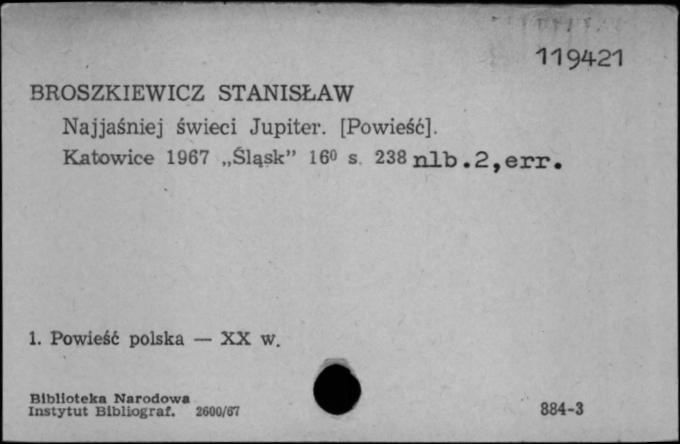 119421
BROSZKIEWICZ STANISŁAW
Najjaśniej świeci Jupiter. [Powieść].
Katowice 1967 „Śląsk” 16⁰ s. 238 nlb.2,err.
1. Powieść polska — XX w.
Biblioteka Narodowa
Instytut Bibliograf. 2600/67
884-3